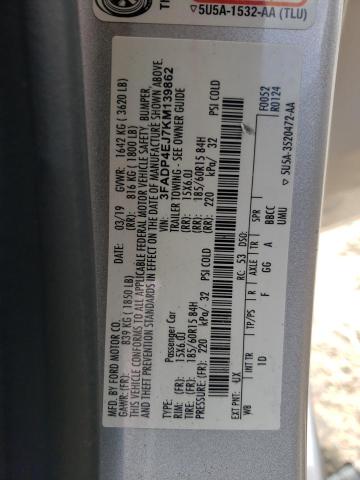 TH
5U5A-1532-AA (TLU)
MFD. BY FORD MOTOR CO.
03/19 GVWR: 1642 KG ( 3620 LB)
GAWR:(FR): 839 KG ( 1850 LB) (RR): 816 KG ( 1800 LB)
THIS VEHICLE CONFORMS TO ALL APPLICABLE FEDERAL MOTOR VEHICLE SAFETY, BUMPER,
AND THEFT PREVENTION STANDARDS IN EFFECT ON THE DATE OF MANUFACTURE SHOWN ABOVE.
VIN: 3FADP4EJ7KM139862
Passenger Car TRAILER TOWING - SEE OWNER GUIDE
RIM: (FR): 15X6.0J (RR): 15X6.0J
TIRE: (FR): 185/60R15 84H (RR): 185/60R15 84H
PRESSURE: (FR): 220 kPa/ 32 PSI COLD (RR): 220 kPa/ 32 PSI COLD
EXT PNT: UX RC: 53 DSO: F0052
R0124
WB INT TR TP/PS R AXLE TR SPR
ID F GG A BBCC
UMU
5U5A-3520472-AA